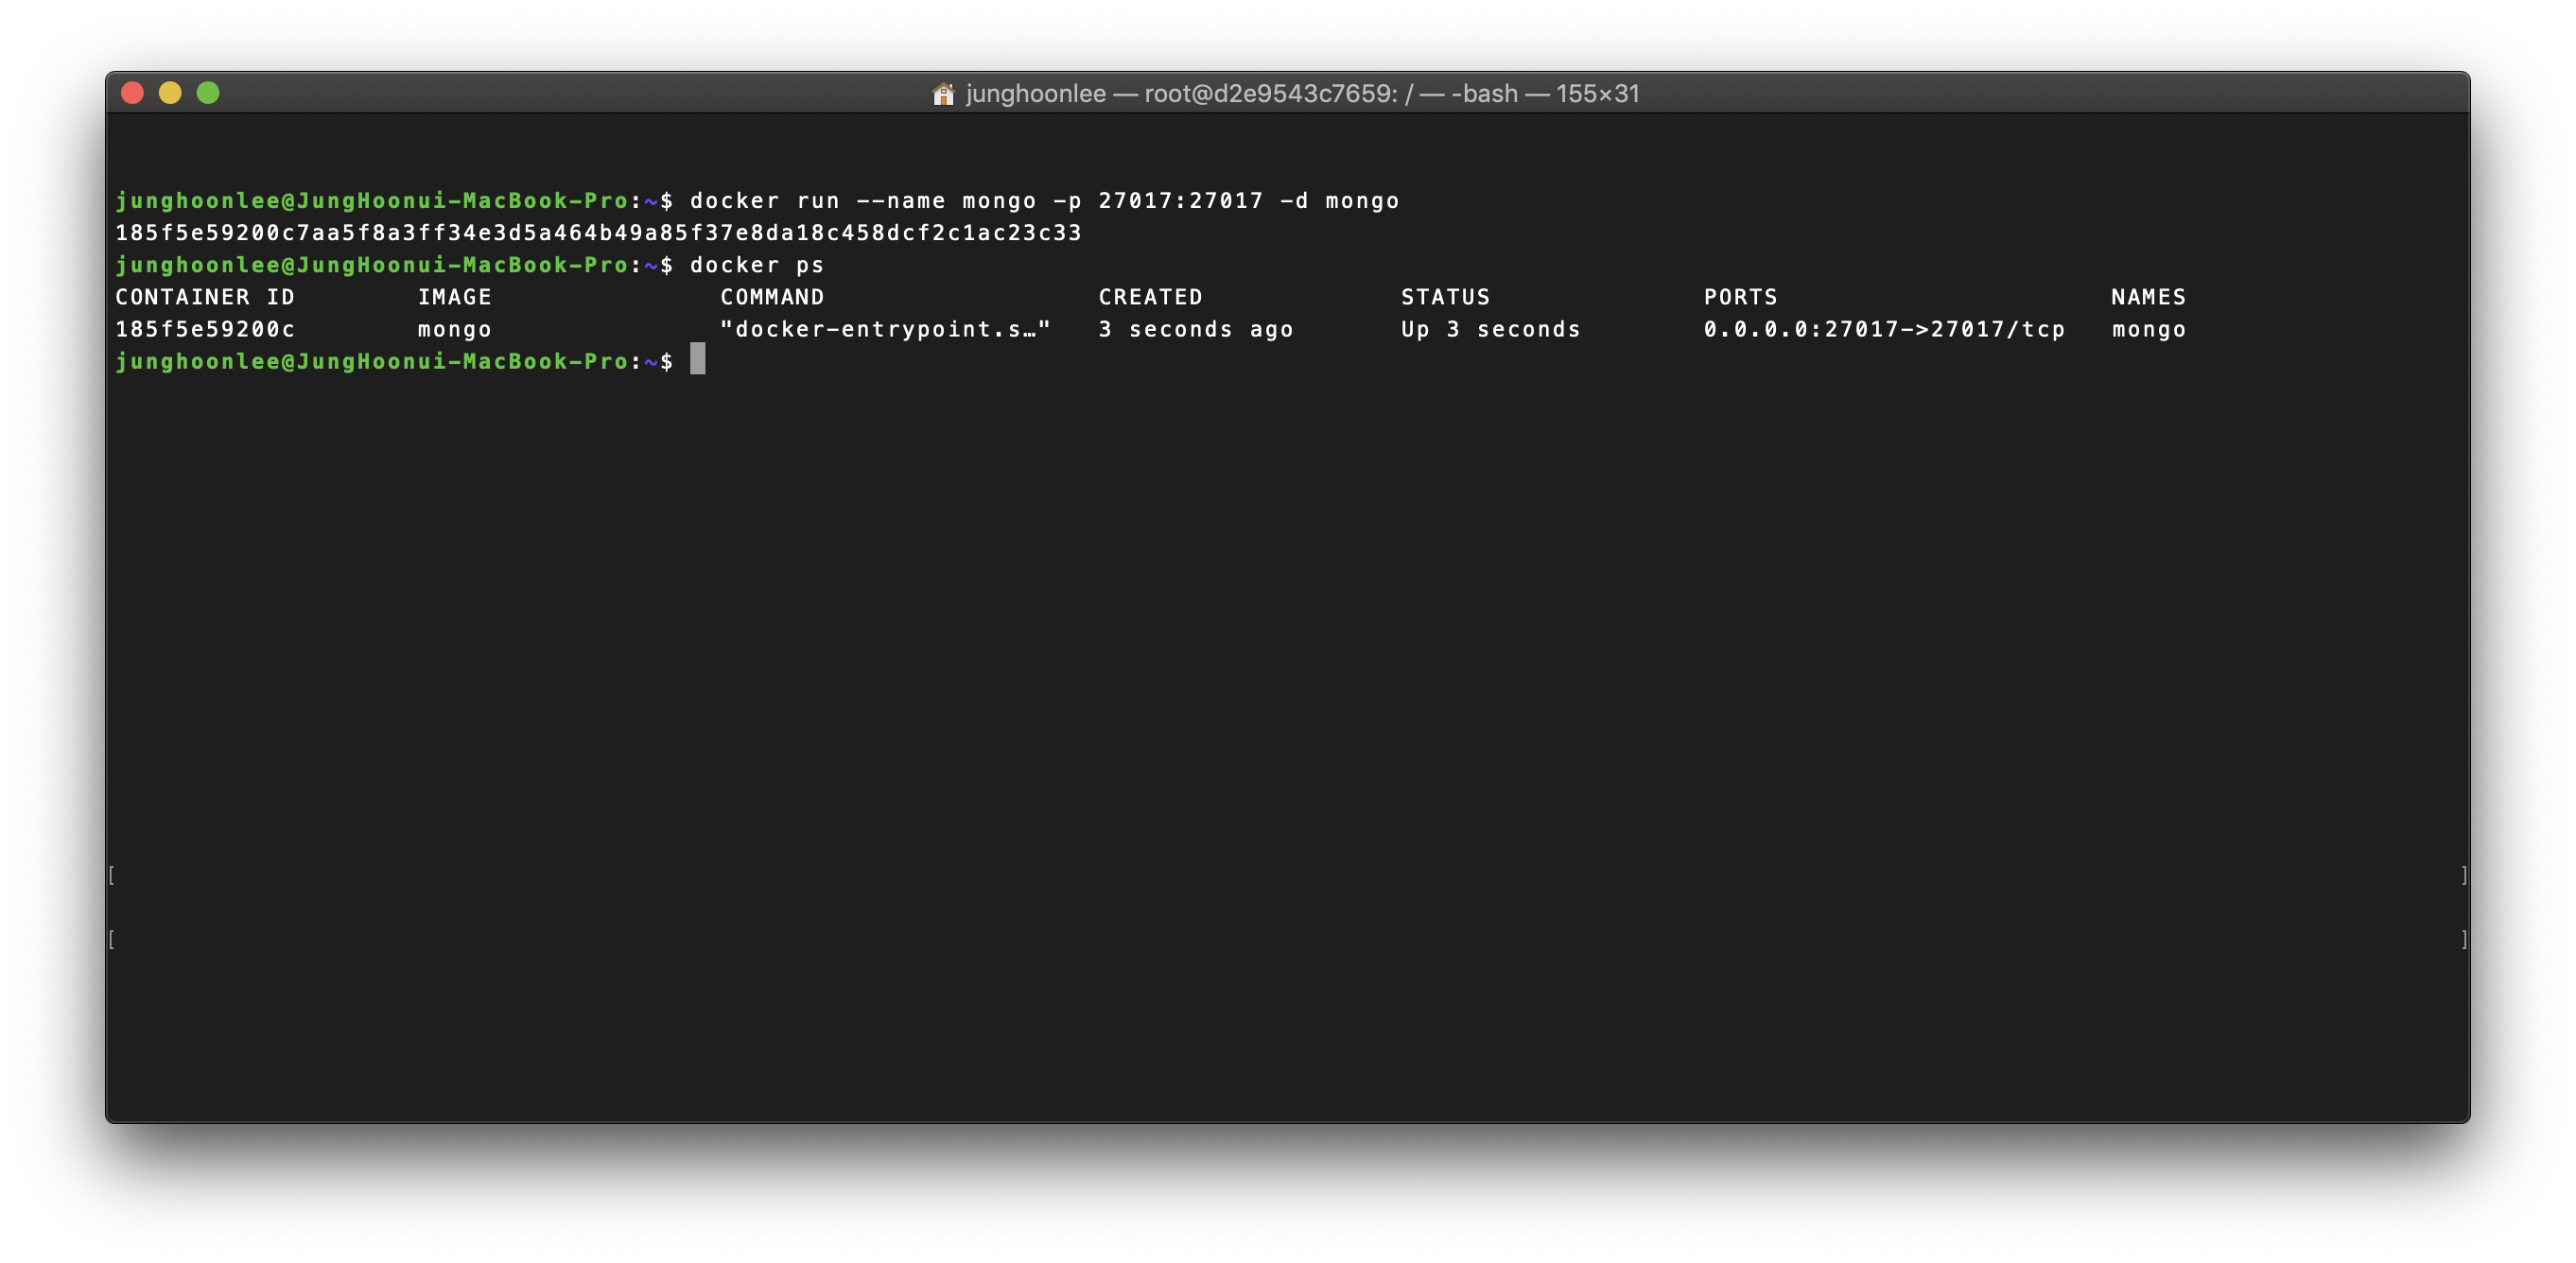 junghoonlee — root@d2e9543c7659: / — -bash — 155×31
junghoonlee@JungHoonui-MacBook-Pro:~$ docker run --name mongo -p 27017:27017 -d mongo
185f5e59200c7aa5f8a3ff34e3d5a464b49a85f37e8da18c458dcf2c1ac23c33
junghoonlee@JungHoonui-MacBook-Pro:~$ docker ps
CONTAINER ID        IMAGE               COMMAND                  CREATED             STATUS              PORTS                      NAMES
185f5e59200c        mongo               "docker-entrypoint.s…"   3 seconds ago       Up 3 seconds        0.0.0.0:27017->27017/tcp   mongo
junghoonlee@JungHoonui-MacBook-Pro:~$
[ ]
[ ]